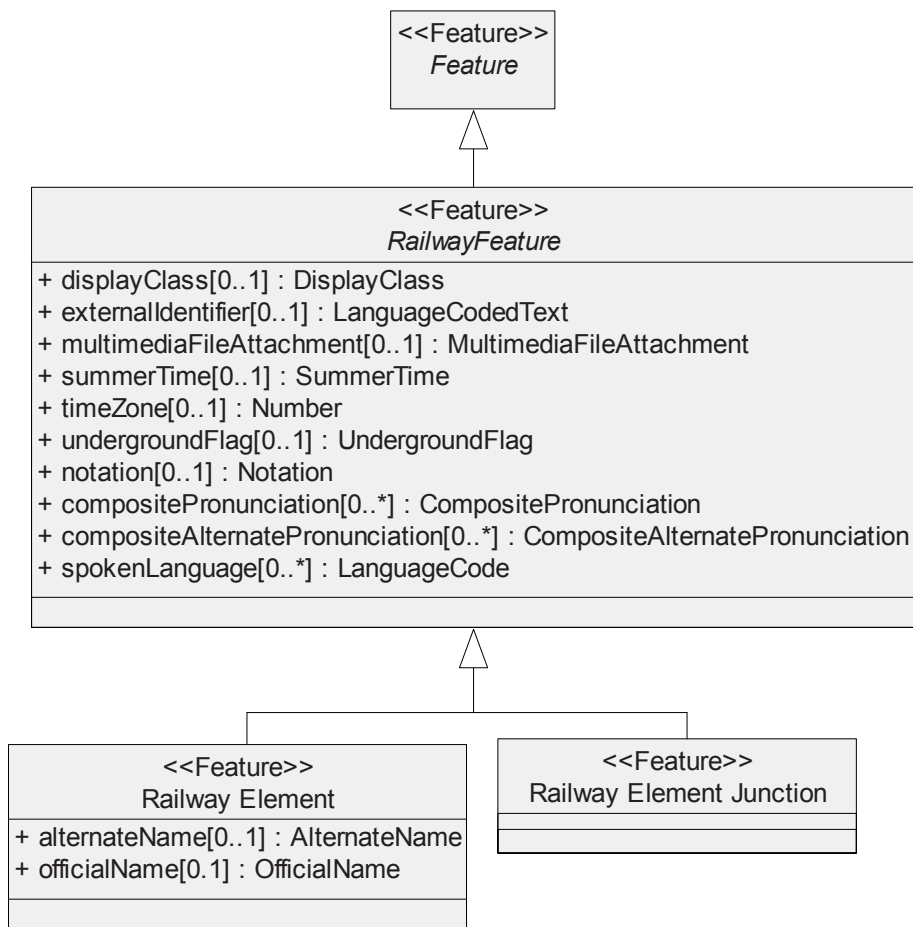 <<Feature>>
Feature
<<Feature>>
RailwayFeature
+ displayClass[0..1] : DisplayClass
+ externalIdentifier[0..1] : LanguageCodedText
+ multimediaFileAttachment[0..1] : MultimediaFileAttachment
+ summerTime[0..1] : SummerTime
+ timeZone[0..1] : Number
+ undergroundFlag[0..1] : UndergroundFlag
+ notation[0..1] : Notation
+ compositePronunciation[0..*] : CompositePronunciation
+ compositeAlternatePronunciation[0..*] : CompositeAlternatePronunciation
+ spokenLanguage[0..*] : LanguageCode
<<Feature>>
Railway Element
+ alternateName[0..1] : AlternateName
+ officialName[0.1] : OfficialName
<<Feature>>
Railway Element Junction